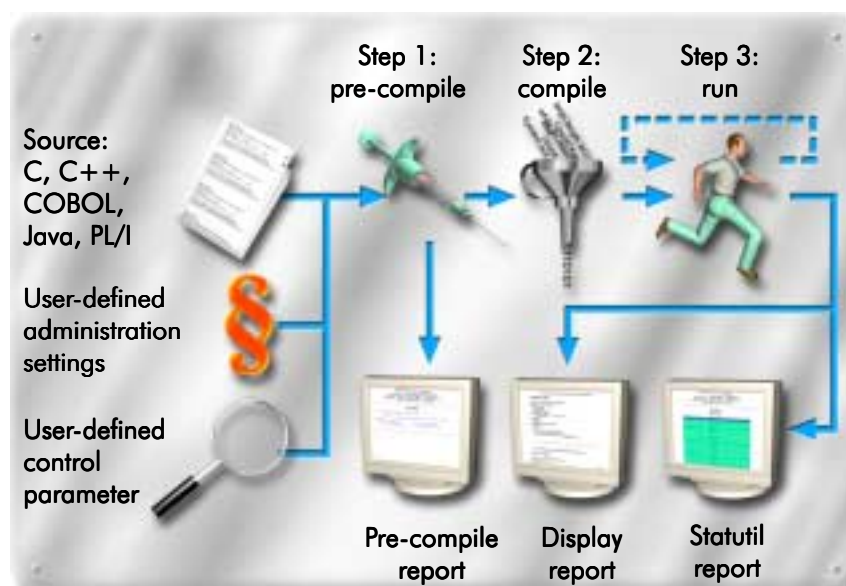 Step 1:
pre-compile
Step 2:
compile
Step 3:
run
Source:
C, C++,
COBOL,
Java, PL/I
User-defined
administration
settings
User-defined
control
parameter
Pre-compile
report
Display
report
Statutil
report